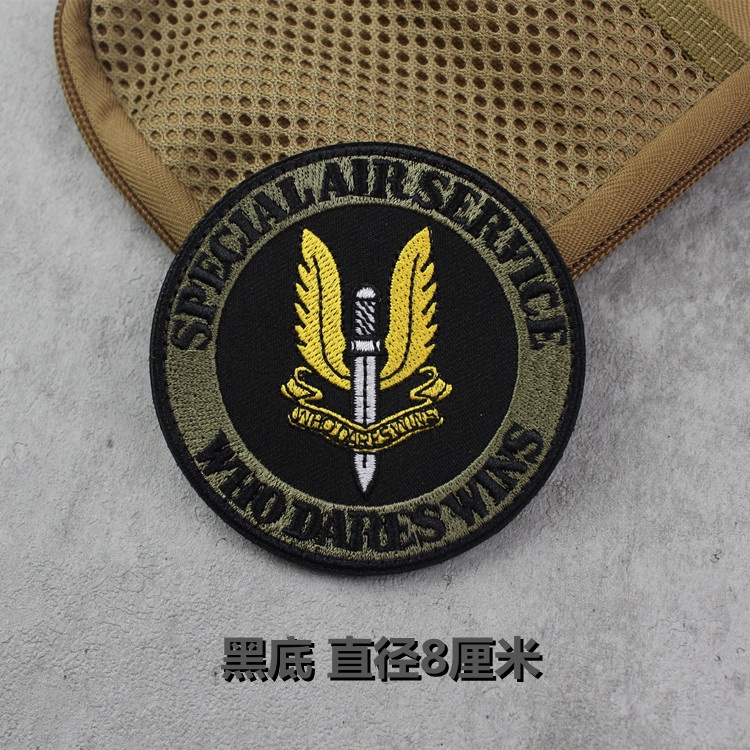 SPECIAL AIR SERVICE
WHO DARES WINS
WHO DARES WINS
黑底 直径8厘米